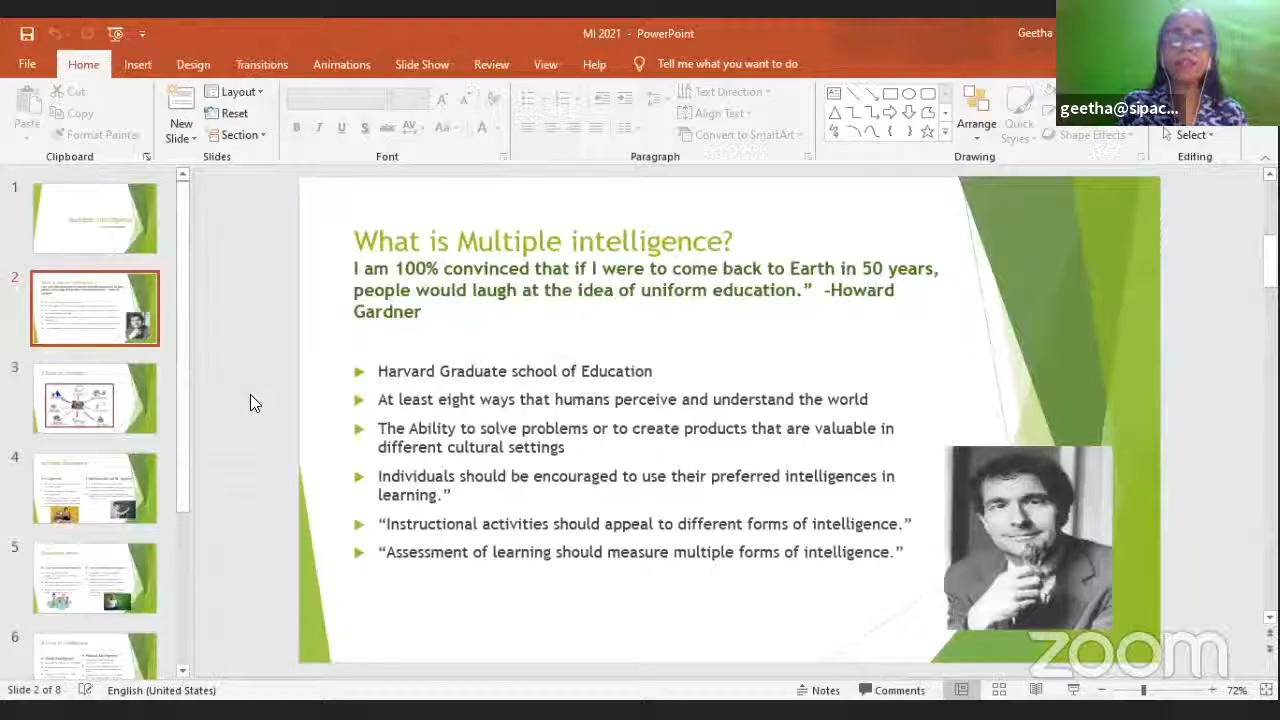 MI 2021 - PowerPoint
Geetha
File
Home
Insert
Design
Transitions
Animations
Slide Show
Review
View
Help
Tell me what you want to do
geetha@sipac...
Paste
Cut
Copy
Format Painter
Clipboard
New
Slide
Layout
Reset
Section
Slides
Font
Text Direction
Align Text
Convert to SmartArt
Paragraph
Arrange
Quick
Styles
Shape Effects
Drawing
Select
Editing
1
2
3
4
5
6
What is Multiple intelligence?
I am 100% convinced that if I were to come back to Earth in 50 years,
people would laugh at the idea of uniform education.” -Howard
Gardner
Harvard Graduate school of Education
At least eight ways that humans perceive and understand the world
The Ability to solve problems or to create products that are valuable in
different cultural settings
Individuals should be encouraged to use their preferred intelligences in
learning.”
“Instructional activities should appeal to different forms of intelligence.”
“Assessment of learning should measure multiple forms of intelligence.”
zoom
Slide 2 of 8
English (United States)
Notes
Comments
72%